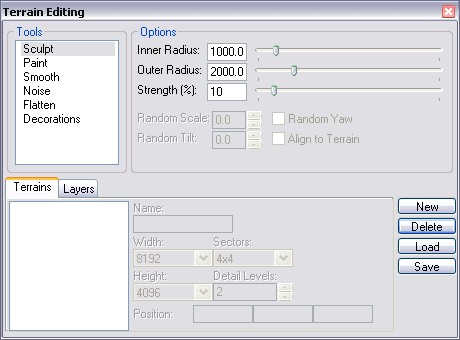 Terrain Editing
Tools
Sculpt
Paint
Smooth
Noise
Flatten
Decorations
Options
Inner Radius: 1000.0
Outer Radius: 2000.0
Strength (%): 10
Random Scale: 0.0 Random Yaw
Random Tilt: 0.0 Align to Terrain
Terrains Layers
Name:
Width: Sectors:
8192 4x4
Height: Detail Levels:
4096 2
Position:
New
Delete
Load
Save